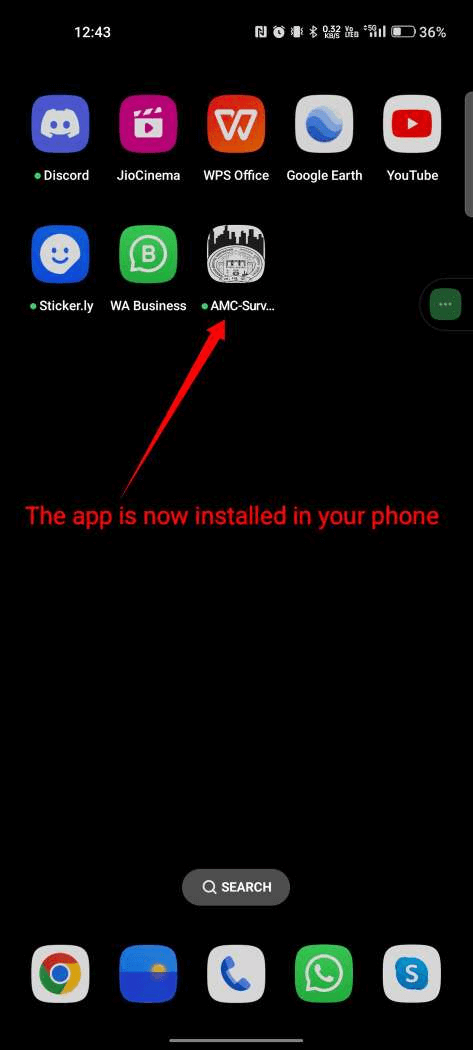 12:43
0.32 KB/S Vo LTE 5G 36%
Discord JioCinema WPS Office Google Earth YouTube
Sticker.ly WA Business AMC-Surv...
The app is now installed in your phone
SEARCH